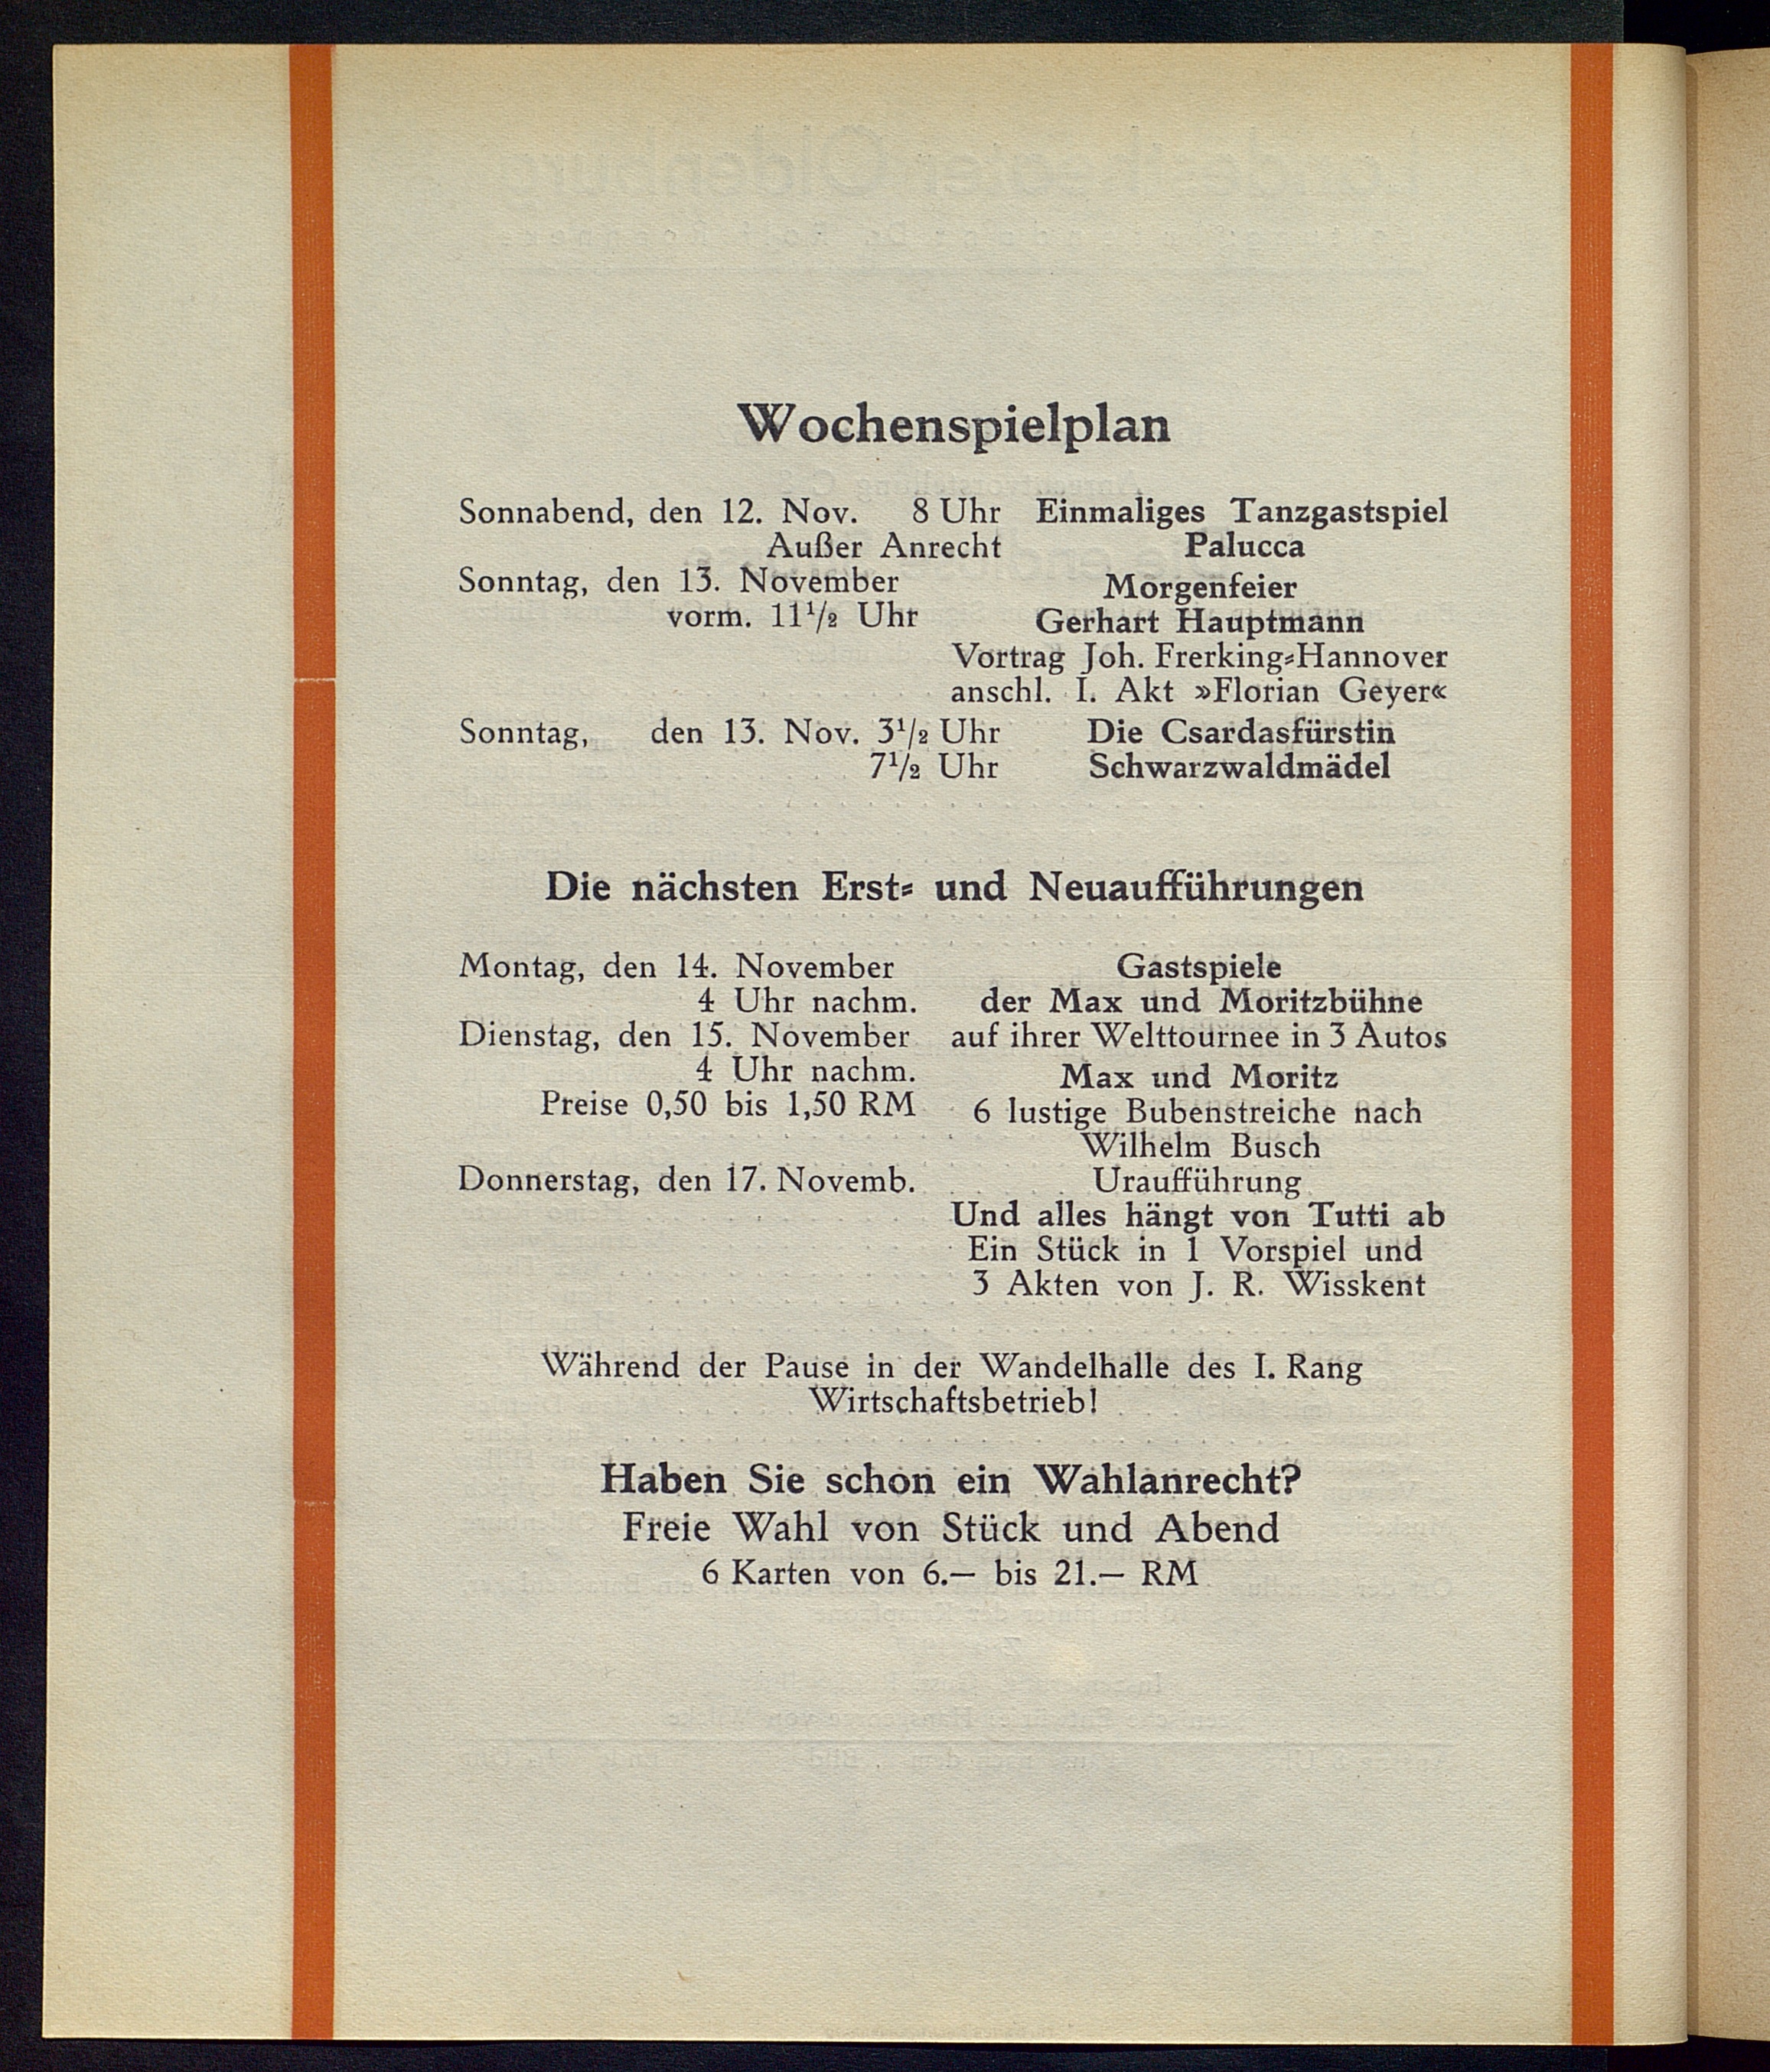 Wochenspielplan
Sonnabend, den 12. Nov. 8 Uhr Einmaliges Tanzgastspiel
Außer Anrecht Palucca
Sonntag, den 13. November Morgenfeier
vorm. 11½ Uhr Gerhart Hauptmann
Vortrag Joh. Frerking-Hannover
anschl. I. Akt »Florian Geyer«
Sonntag, den 13. Nov. 3½ Uhr Die Csardasfürstin
7½ Uhr Schwarzwaldmädel
Die nächsten Erst- und Neuaufführungen
Montag, den 14. November Gastspiele
4 Uhr nachm. der Max und Moritzbühne
Dienstag, den 15. November auf ihrer Welttournee in 3 Autos
4 Uhr nachm. Max und Moritz
Preise 0,50 bis 1,50 RM 6 lustige Bubenstreiche nach
Wilhelm Busch
Donnerstag, den 17. Novemb. Uraufführung
Und alles hängt von Tutti ab
Ein Stück in 1 Vorspiel und
3 Akten von J. R. Wisskent
Während der Pause in der Wandelhalle des I. Rang
Wirtschaftsbetrieb!
Haben Sie schon ein Wahlanrecht?
Freie Wahl von Stück und Abend
6 Karten von 6.— bis 21.— RM